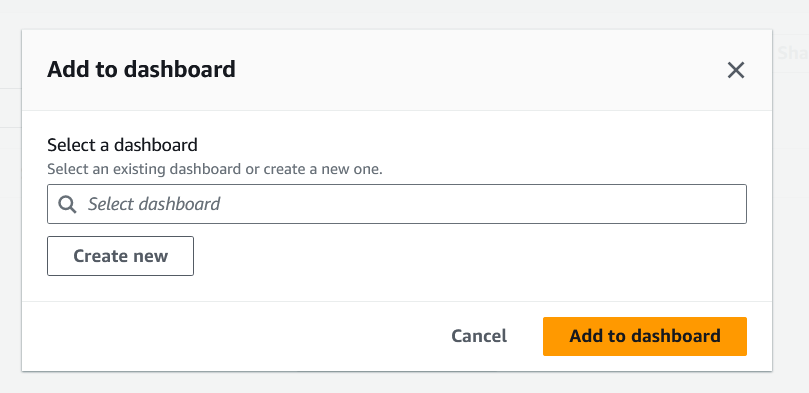 Add to dashboard
Select a dashboard
Select an existing dashboard or create a new one.
Select dashboard
Create new
Cancel
Add to dashboard